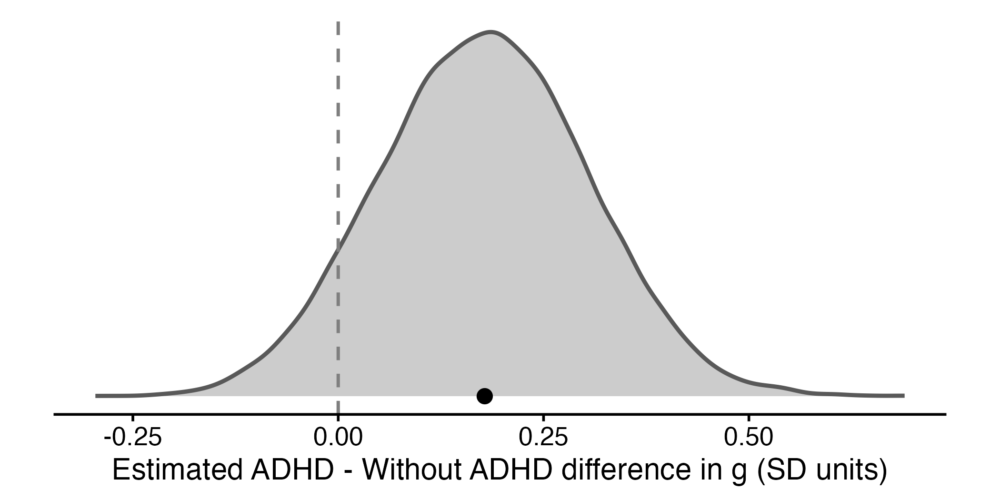 -0.25 0.00 0.25 0.50
Estimated ADHD - Without ADHD difference in g (SD units)